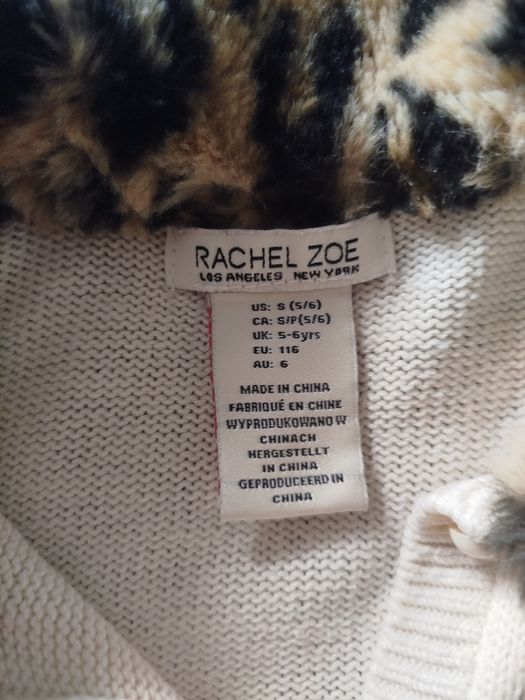 RACHEL ZOE
LOS ANGELES, NEW YORK
US: S (5/6)
CA: S/P(5/6)
UK: 5-6yrs
EU: 116
AU: 6
MADE IN CHINA
FABRIQUÉ EN CHINE
WYPRODUKOWANO W
CHINACH
HERGESTELLT
IN CHINA
GEPRODUCEERD IN
CHINA